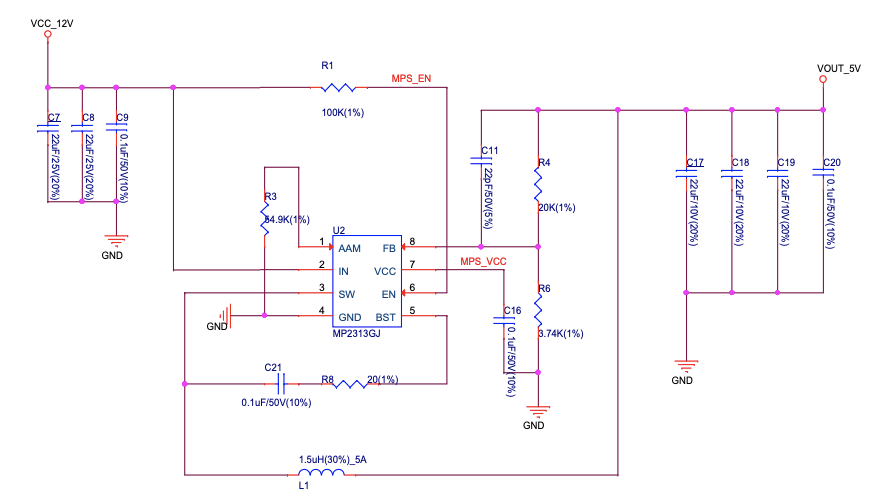 VCC_12V
VOUT_5V
R1
MPS_EN
100K(1%)
C7
22uF/25V(20%)
C8
22uF/25V(20%)
C9
0.1uF/50V(10%)
GND
C11
22pF/50V(5%)
R4
20K(1%)
C17
22uF/10V(20%)
C18
22uF/10V(20%)
C19
22uF/10V(20%)
C20
0.1uF/50V(10%)
R3
54.9K(1%)
U2
1 AAM FB 8
2 IN VCC 7
3 SW EN 6
4 GND BST 5
MP2313GJ
MPS_VCC
GND
C16
0.1uF/50V(10%)
R6
3.74K(1%)
GND
GND
C21
0.1uF/50V(10%)
R8
20(1%)
1.5uH(30%)_5A
L1